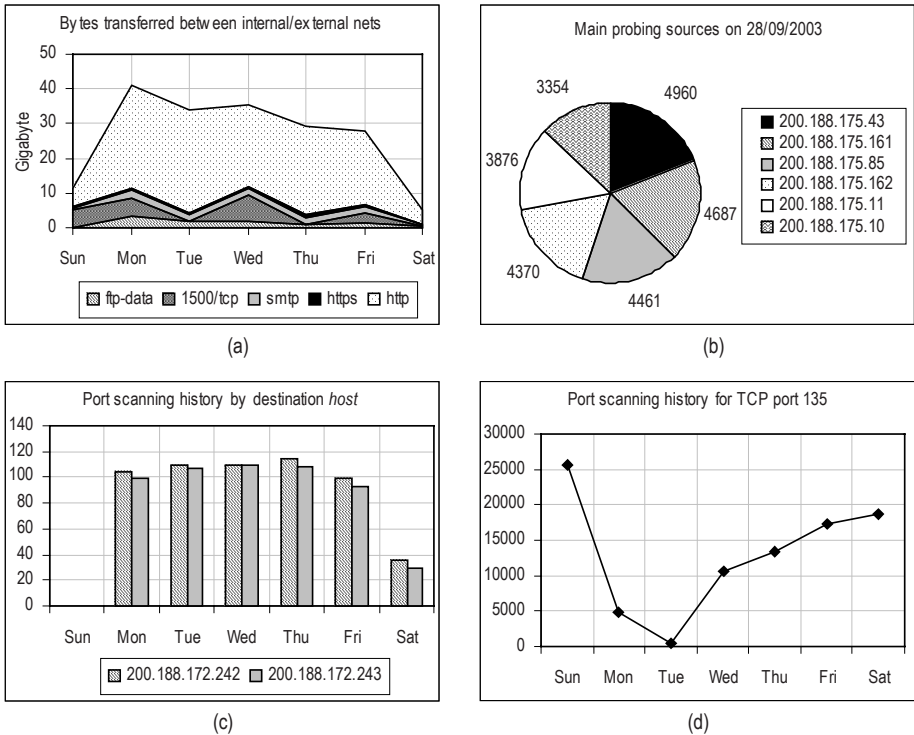 Bytes transferred between internal/external nets
50
40
30
20
10
0
Gigabyte
Sun Mon Tue Wed Thu Fri Sat
ftp-data 1500/tcp smtp https http
(a)
Main probing sources on 28/09/2003
3354
4960
3876
4687
4370
4461
200.188.175.43
200.188.175.161
200.188.175.85
200.188.175.162
200.188.175.11
200.188.175.10
(b)
Port scanning history by destination host
140
120
100
80
60
40
20
0
Sun Mon Tue Wed Thu Fri Sat
200.188.172.242 200.188.172.243
(c)
Port scanning history for TCP port 135
30000
25000
20000
15000
10000
5000
0
Sun Mon Tue Wed Thu Fri Sat
(d)